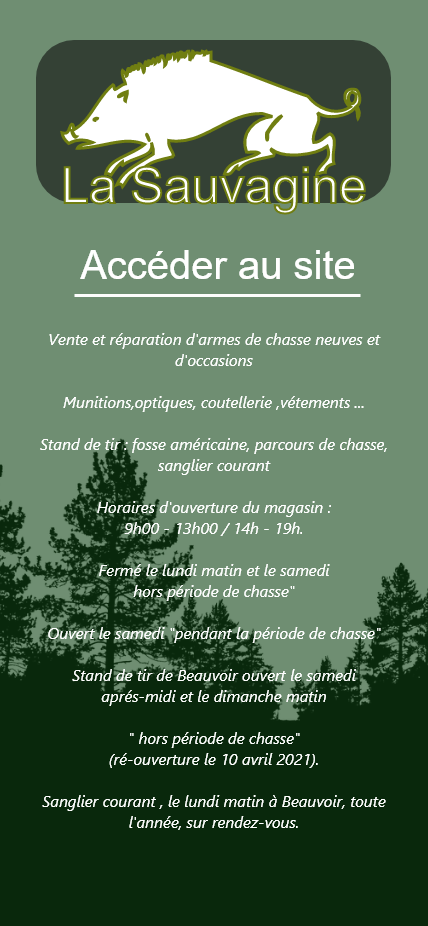 La Sauvagine
Accéder au site
Vente et réparation d'armes de chasse neuves et
d'occasions
Munitions,optiques, coutellerie ,vétements ...
Stand de tir : fosse américaine, parcours de chasse,
sanglier courant
Horaires d'ouverture du magasin :
9h00 - 13h00 / 14h - 19h.
Fermé le lundi matin et le samedi
hors période de chasse"
Ouvert le samedi "pendant la période de chasse"
Stand de tir de Beauvoir ouvert le samedi
aprés-midi et le dimanche matin
" hors période de chasse"
(ré-ouverture le 10 avril 2021).
Sanglier courant , le lundi matin à Beauvoir, toute
l'année, sur rendez-vous.